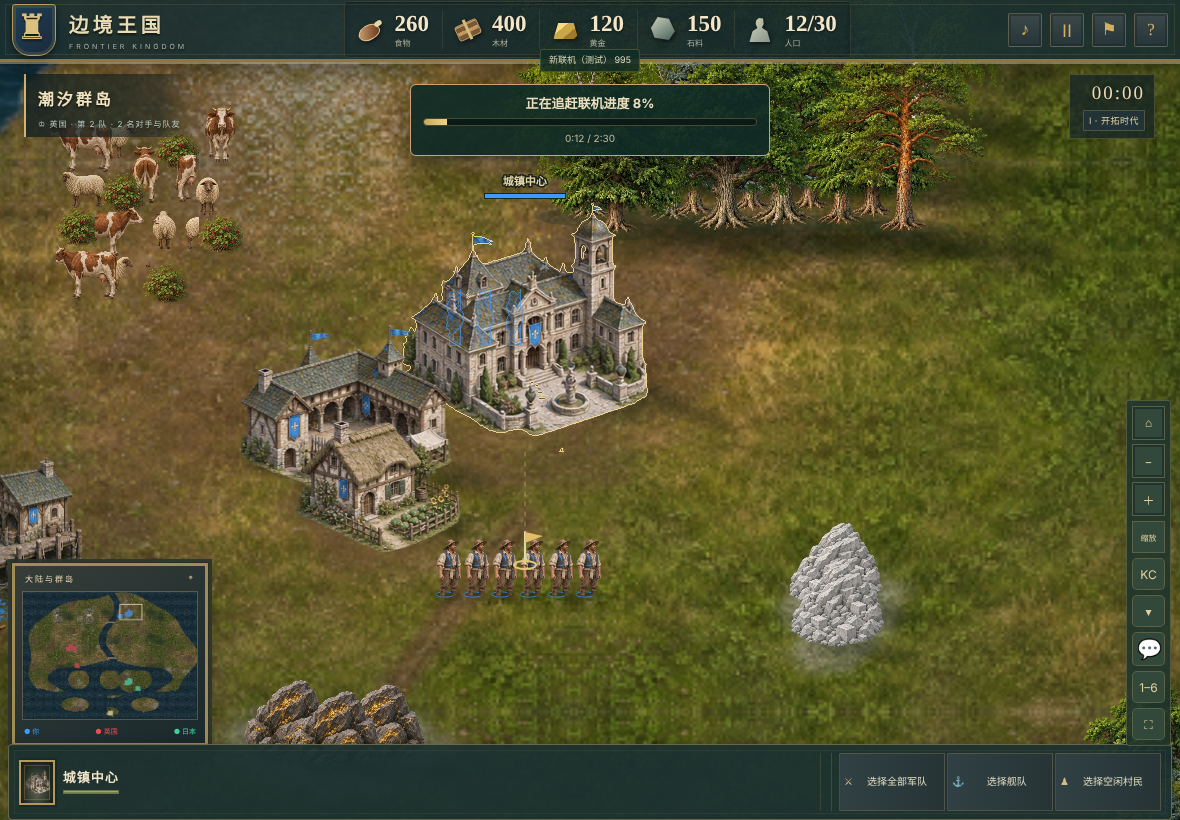 边境王国
FRONTIER KINGDOM
260
食物
400
木材
120
黄金
150
石料
12/30
人口
新联机（测试） 995
♪
?
潮汐群岛
英国 · 第 2 队 · 2 名对手与队友
正在追赶联机进度 8%
0:12 / 2:30
00:00
I · 开拓时代
城镇中心
缩放
KC
1–6
大陆与群岛
你
英国
日本
城镇中心
选择全部军队
选择舰队
选择空闲村民